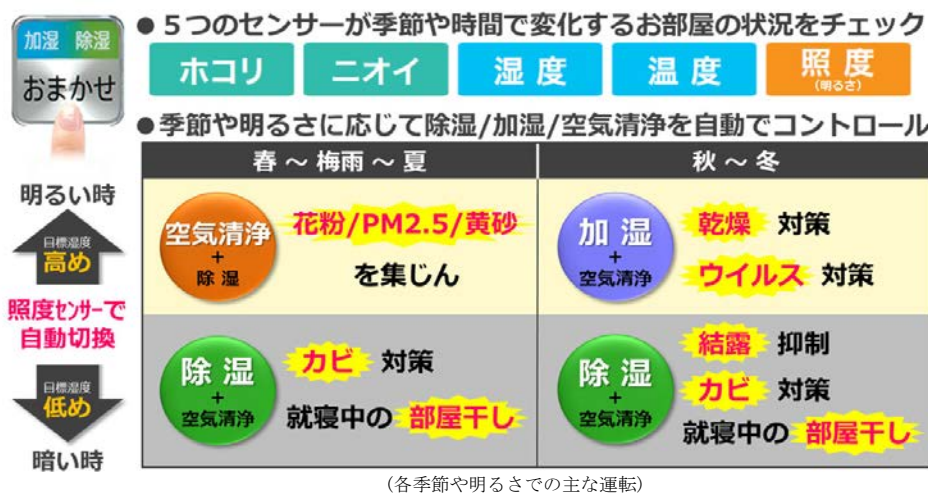 加湿 除湿
おまかせ
●５つのセンサーが季節や時間で変化するお部屋の状況をチェック
ホコリ
ニオイ
湿度
温度
照度
(明るさ)
●季節や明るさに応じて除湿/加湿/空気清浄を自動でコントロール
春～梅雨～夏
秋～冬
明るい時
目標湿度
高め
照度センサーで
自動切換
目標湿度
低め
暗い時
空気清浄
+
除湿
花粉/PM2.5/黄砂
を集じん
加湿
+
空気清浄
乾燥 対策
ウイルス 対策
除湿
+
空気清浄
カビ 対策
就寝中の 部屋干し
除湿
+
空気清浄
結露 抑制
カビ 対策
就寝中の 部屋干し
(各季節や明るさでの主な運転)